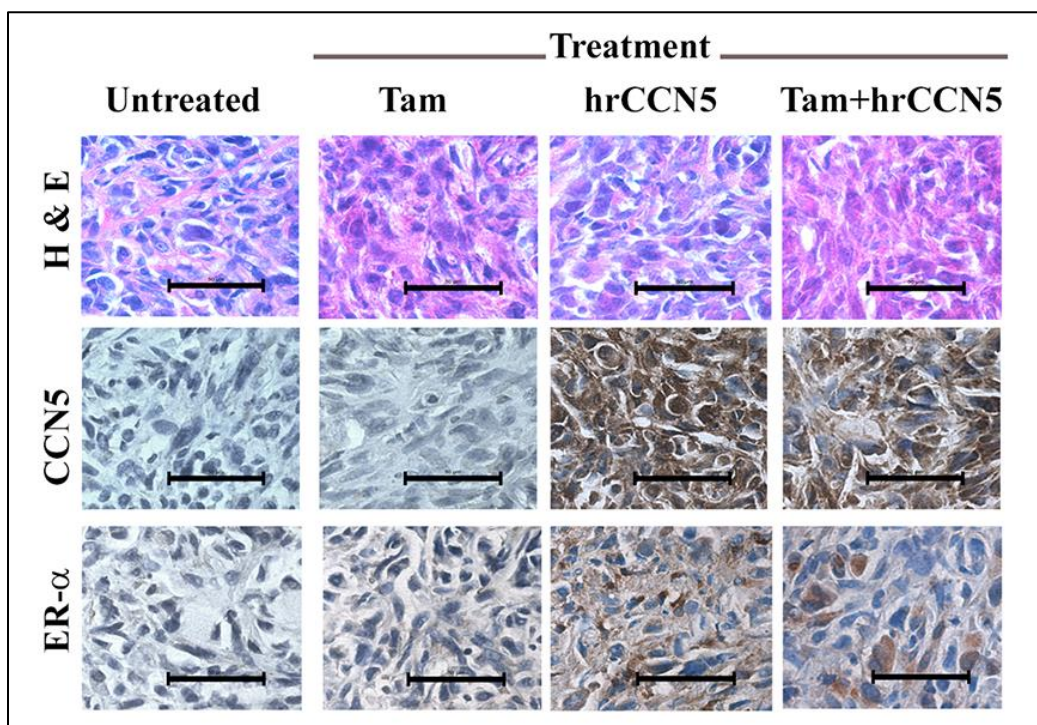 Treatment
Untreated Tam hrCCN5 Tam+hrCCN5
H & E
CCN5
ER-α